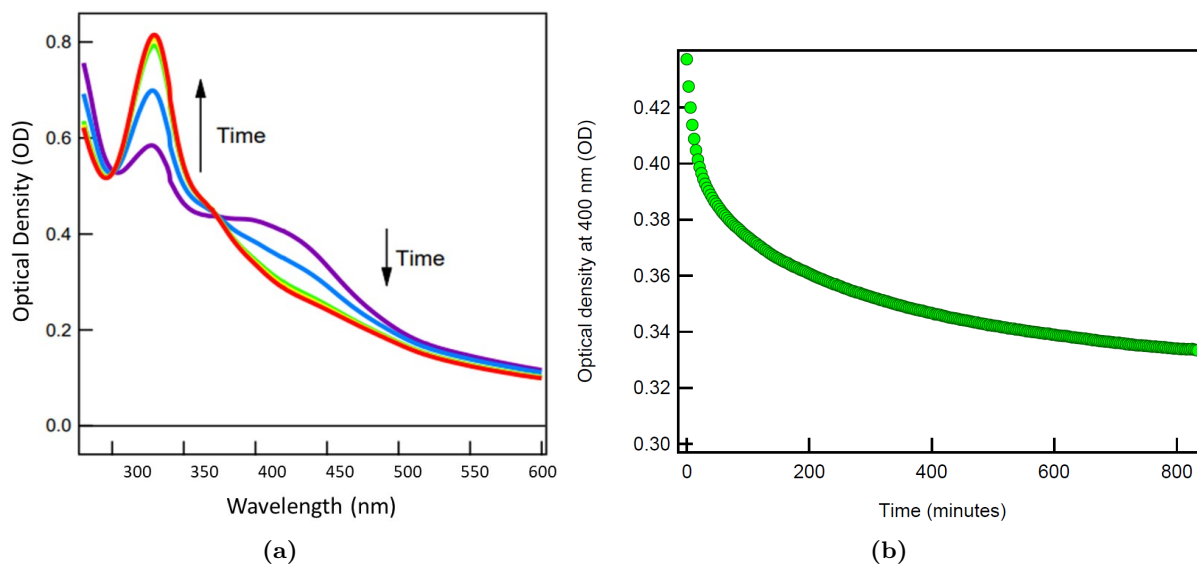 0.8
0.6
0.4
0.2
0.0
Optical Density (OD)
Time
Time
300 350 400 450 500 550 600
Wavelength (nm)
(a)
0.42
0.40
0.38
0.36
0.34
0.32
0.30
Optical density at 400 nm (OD)
0 200 400 600 800
Time (minutes)
(b)